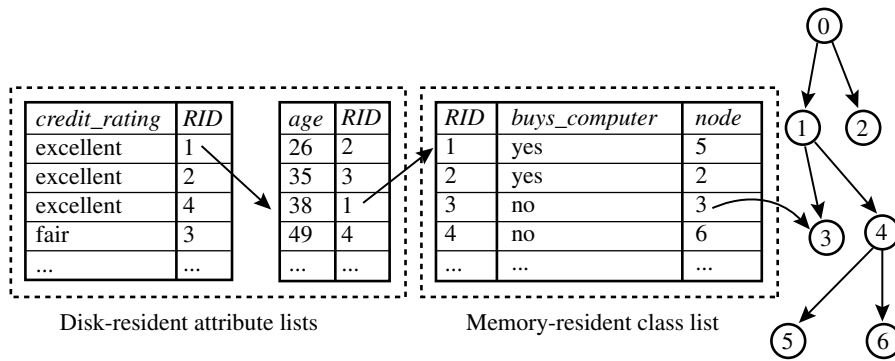 credit_rating RID
excellent 1
excellent 2
excellent 4
fair 3
... ...
age RID
26 2
35 3
38 1
49 4
... ...
Disk-resident attribute lists
RID buys_computer node
1 yes 5
2 yes 2
3 no 3
4 no 6
... ... ...
Memory-resident class list
0
1 2
3 4
5 6